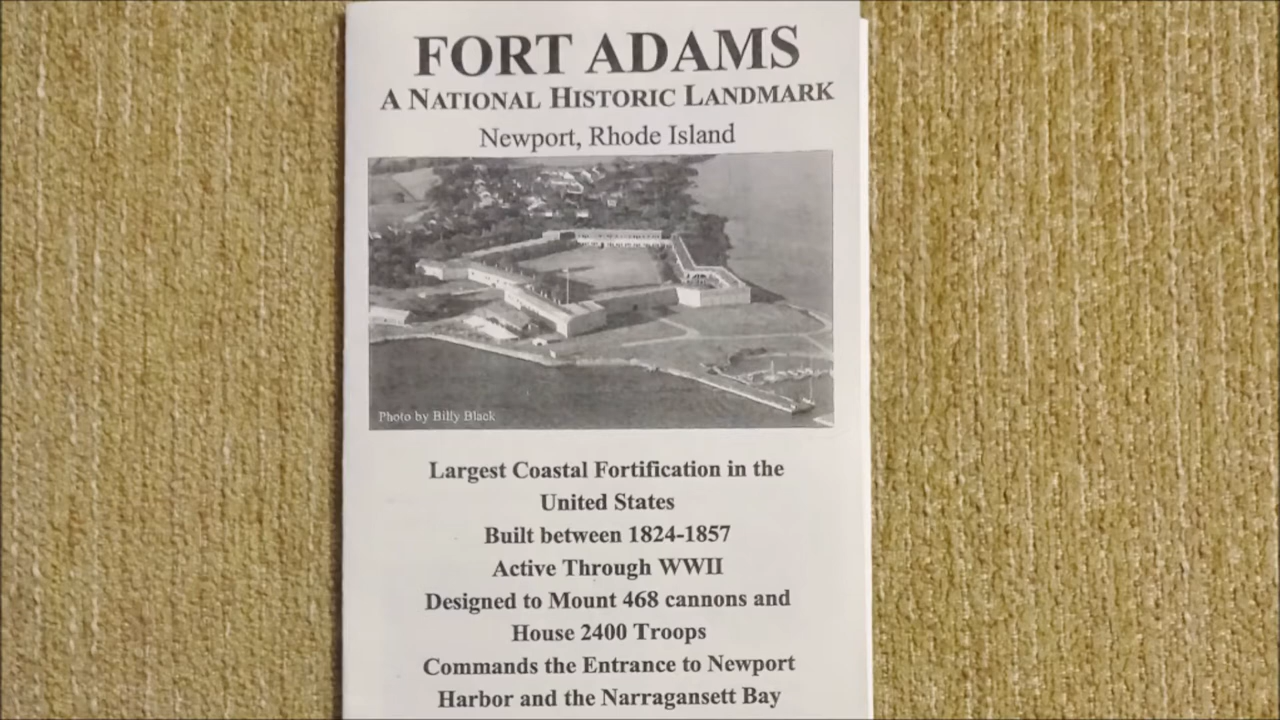 FORT ADAMS
A NATIONAL HISTORIC LANDMARK
Newport, Rhode Island
Photo by Billy Black
Largest Coastal Fortification in the
United States
Built between 1824-1857
Active Through WWII
Designed to Mount 468 cannons and
House 2400 Troops
Commands the Entrance to Newport
Harbor and the Narragansett Bay